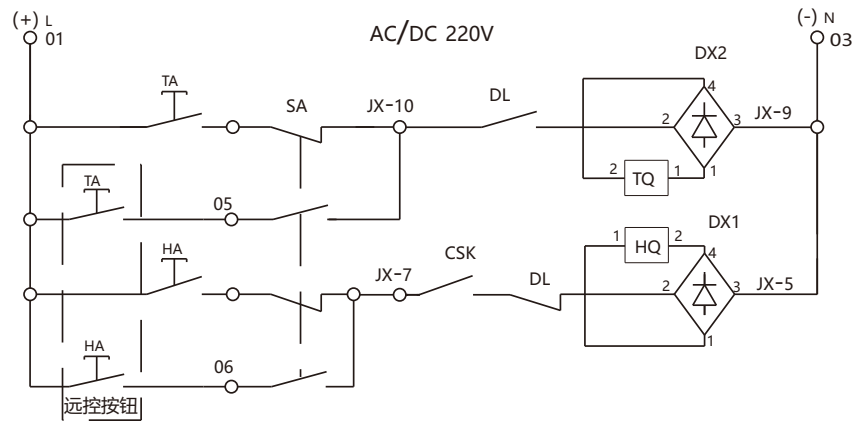 (+) L
01
AC/DC 220V
(-) N
03
DX2
TA
SA
JX-10
DL
4
2
3
JX-9
1
2
TQ
1
TA
05
HA
JX-7
CSK
DL
1
HQ
2
DX1
4
2
3
JX-5
1
HA
06
远控按钮